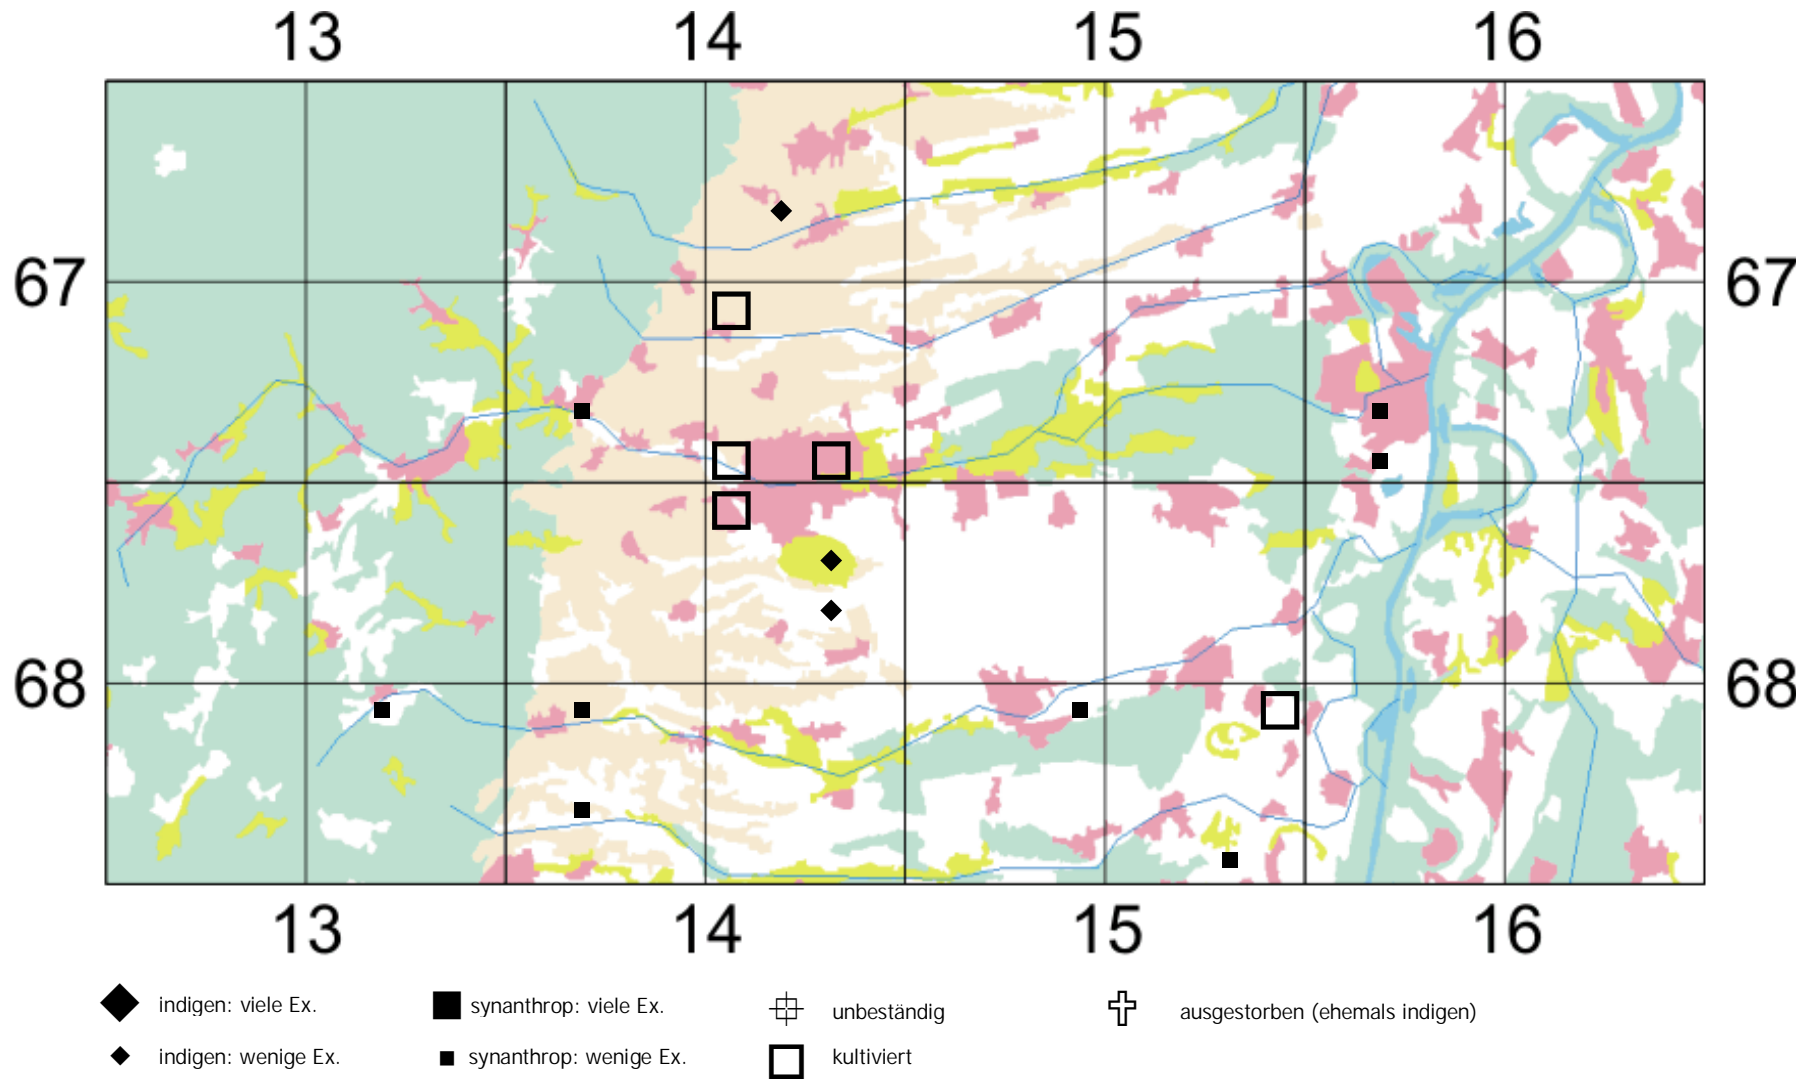 13 14 15 16
67 67
68 68
13 14 15 16
indigen: viele Ex. synanthrop: viele Ex. unbeständig ausgestorben (ehemals indigen)
indigen: wenige Ex. synanthrop: wenige Ex. kultiviert